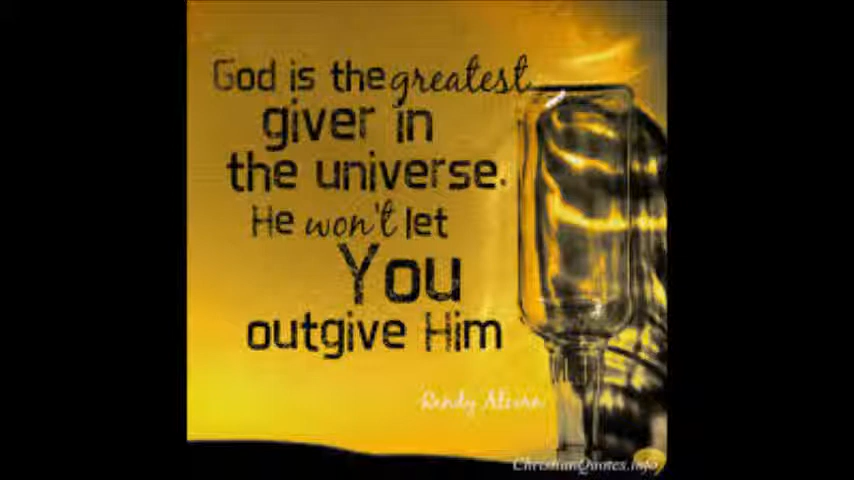 God is the greatest
giver in
the universe.
He won't let
You
outgive Him
Randy Alcorn
ChristianQuotes.info